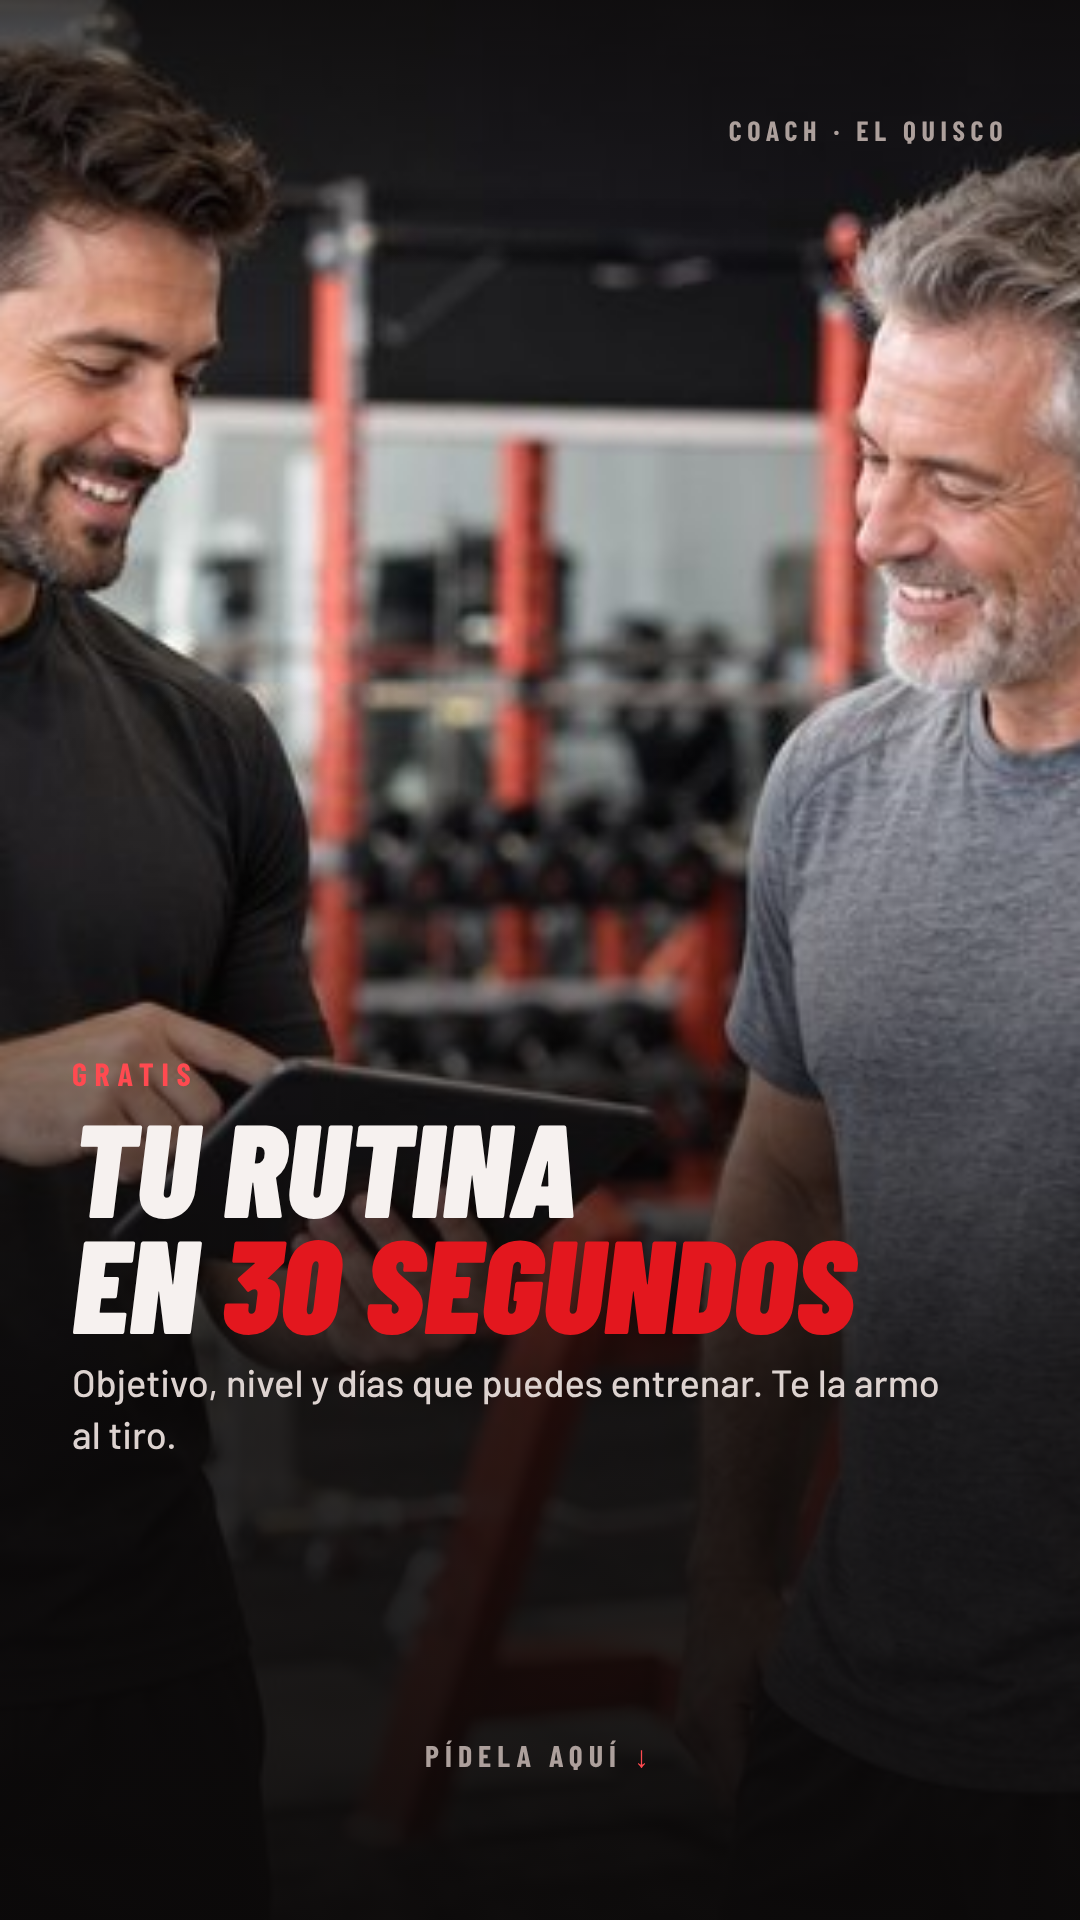 COACH · EL QUISCO
GRATIS
TU RUTINA
EN 30 SEGUNDOS
Objetivo, nivel y días que puedes entrenar. Te la armo
al tiro.
PÍDELA AQUÍ ↓